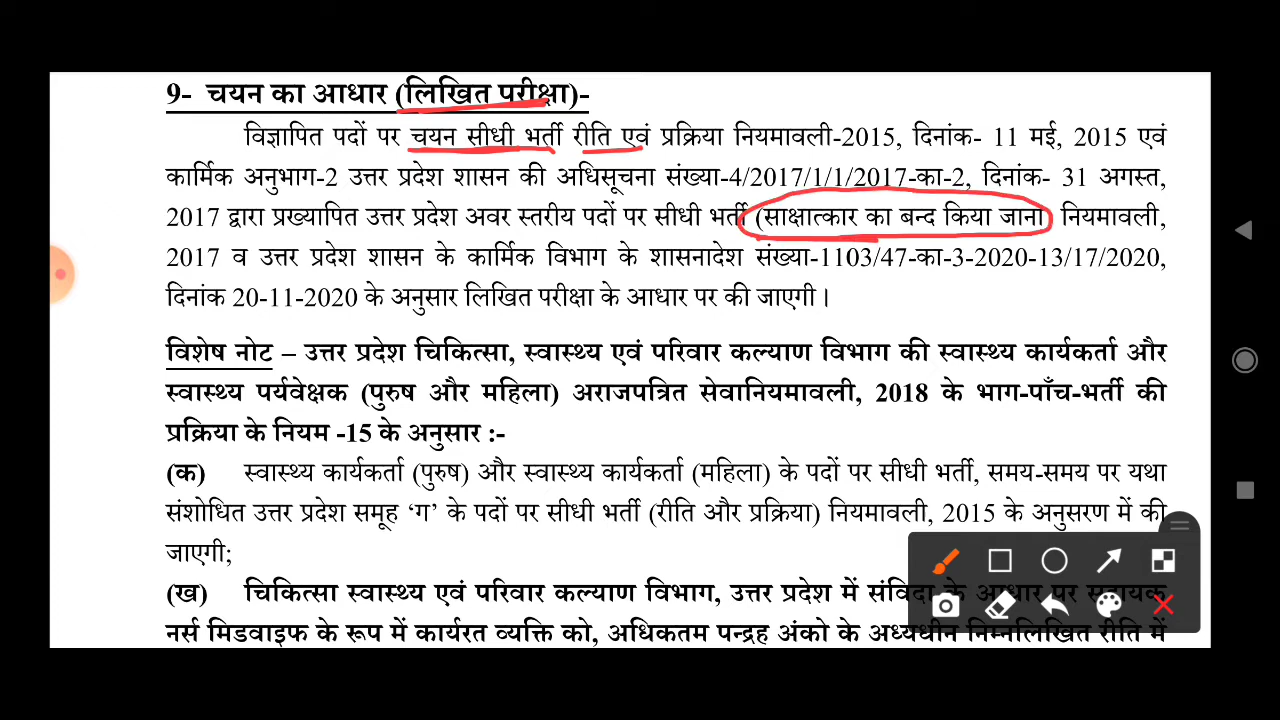 9- चयन का आधार (लिखित परीक्षा)-
विज्ञापित पदों पर चयन सीधी भर्ती रीति एवं प्रक्रिया नियमावली-2015, दिनांक- 11 मई, 2015 एवं
कार्मिक अनुभाग-2 उत्तर प्रदेश शासन की अधिसूचना संख्या-4/2017/1/1/2017-का-2, दिनांक- 31 अगस्त,
2017 द्वारा प्रख्यापित उत्तर प्रदेश अवर स्तरीय पदों पर सीधी भर्ती (साक्षात्कार का बन्द किया जाना नियमावली,
2017 व उत्तर प्रदेश शासन के कार्मिक विभाग के शासनादेश संख्या-1103/47-का-3-2020-13/17/2020,
दिनांक 20-11-2020 के अनुसार लिखित परीक्षा के आधार पर की जाएगी।
विशेष नोट – उत्तर प्रदेश चिकित्सा, स्वास्थ्य एवं परिवार कल्याण विभाग की स्वास्थ्य कार्यकर्ता और
स्वास्थ्य पर्यवेक्षक (पुरुष और महिला) अराजपत्रित सेवानियमावली, 2018 के भाग-पाँच-भर्ती की
प्रक्रिया के नियम -15 के अनुसार :-
(क) स्वास्थ्य कार्यकर्ता (पुरुष) और स्वास्थ्य कार्यकर्ता (महिला) के पदों पर सीधी भर्ती, समय-समय पर यथा
संशोधित उत्तर प्रदेश समूह ‘ग’ के पदों पर सीधी भर्ती (रीति और प्रक्रिया) नियमावली, 2015 के अनुसरण में की
जाएगी;
(ख) चिकित्सा स्वास्थ्य एवं परिवार कल्याण विभाग, उत्तर प्रदेश में संविदा के आधार पर सहायक
नर्स मिडवाइफ के रूप में कार्यरत व्यक्ति को, अधिकतम पन्द्रह अंको के अध्यधीन निम्नलिखित रीति में